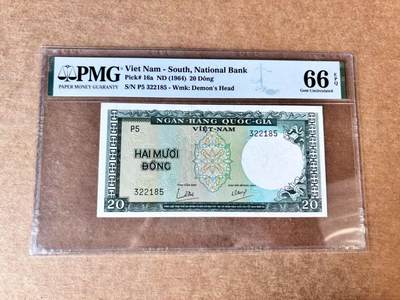 PMG
PAPER MONEY GUARANTY
Viet Nam - South, National Bank
Pick# 16a ND (1964) 20 Dông
S/N P5 322185 - Wmk: Demon's Head
66 EPQ
Gem Uncirculated
NGÂN-HÀNG QUỐC-GIA
VIỆT-NAM
P5
322185
HAI MƯƠI
ĐỒNG
322185
20
20